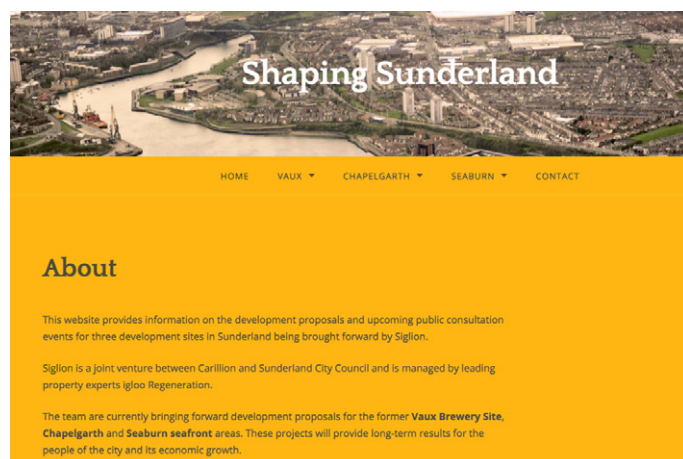 Shaping Sunderland
HOME VAUX CHAPELGARTH SEABURN CONTACT
About
This website provides information on the development proposals and upcoming public consultation
events for three development sites in Sunderland being brought forward by Siglion.
Siglion is a joint venture between Carillion and Sunderland City Council and is managed by leading
property experts igloo Regeneration.
The team are currently bringing forward development proposals for the former Vaux Brewery Site,
Chapelgarth and Seaburn seafront areas. These projects will provide long-term results for the
people of the city and its economic growth.